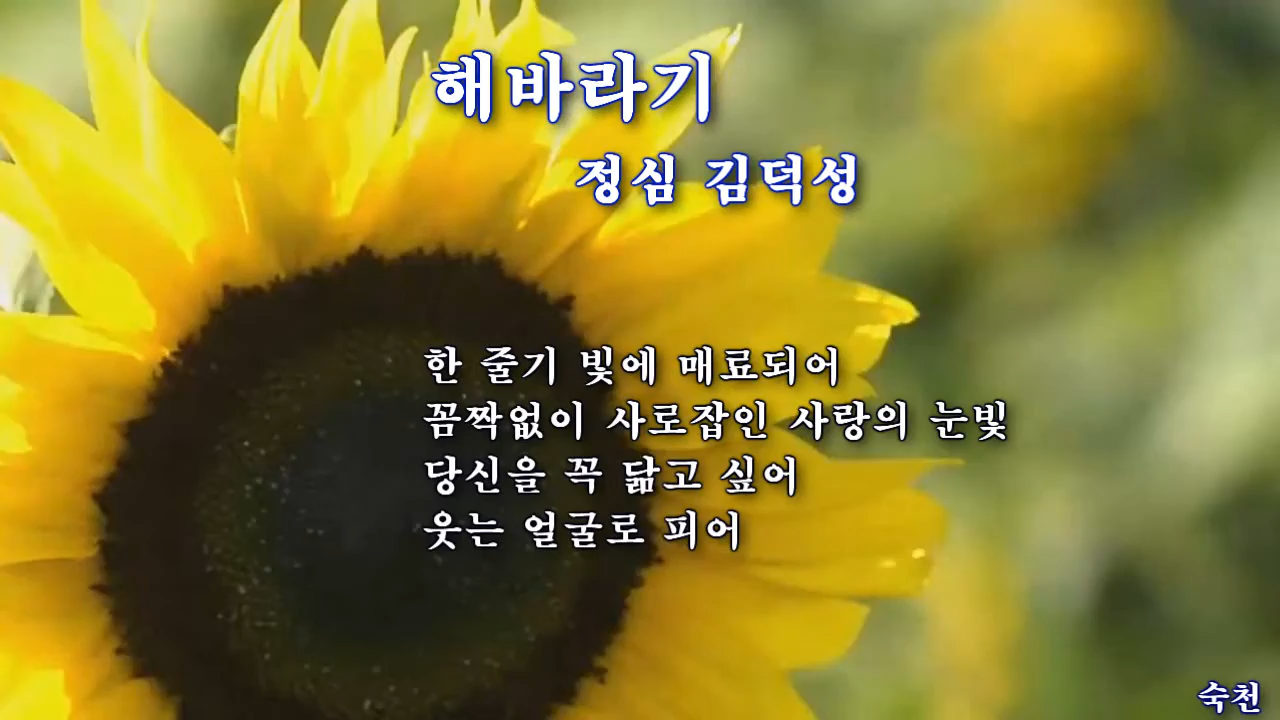 해바라기
정심 김덕성
한 줄기 빛에 매료되어
꼼짝없이 사로잡인 사랑의 눈빛
당신을 꼭 닮고 싶어
웃는 얼굴로 피어
숙천